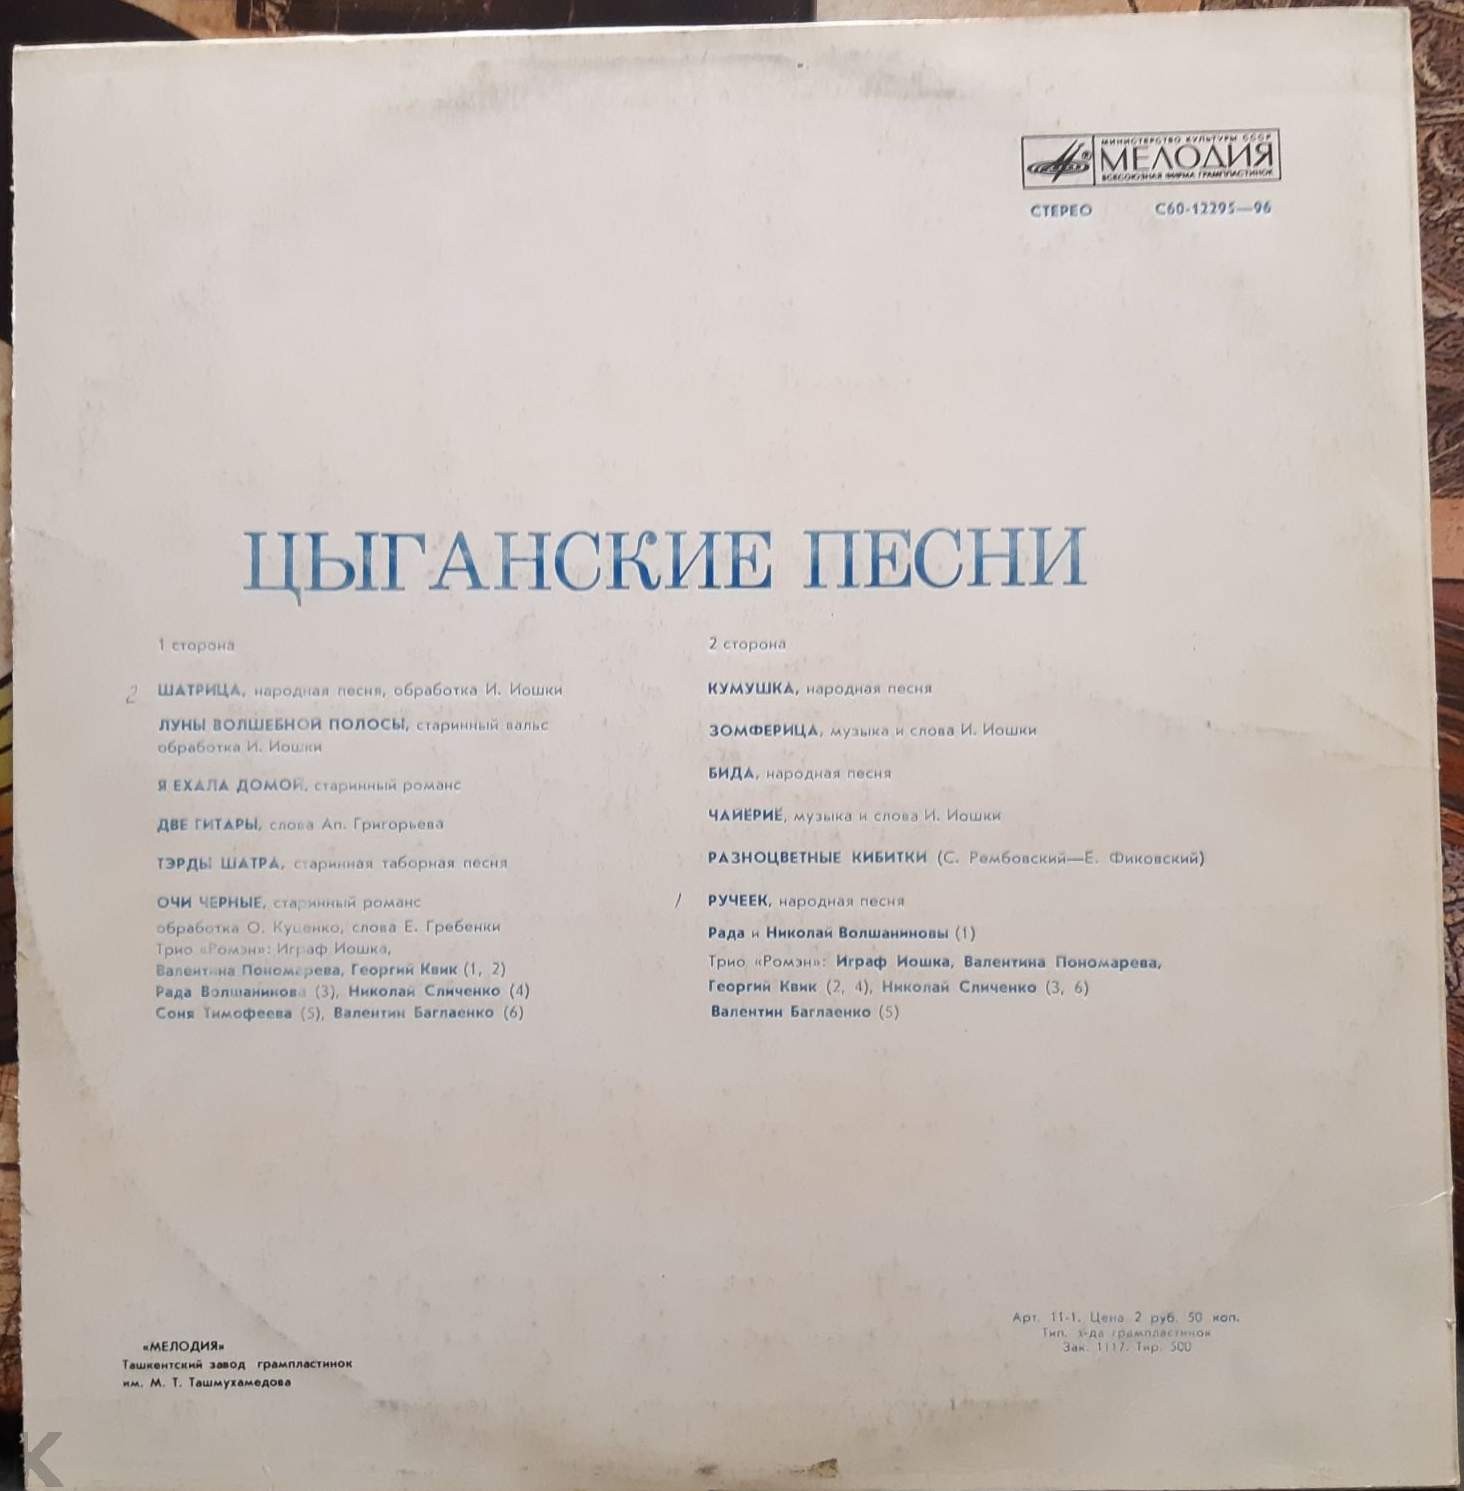 МИНИСТЕРСТВО КУЛЬТУРЫ СССР
МЕЛОДИЯ
ВСЕСОЮЗНАЯ ФИРМА ГРАМПЛАСТИНОК
СТЕРЕО С60-12295—96
ЦЫГАНСКИЕ ПЕСНИ
1 сторона
2 ШАТРИЦА, народная песня, обработка И. Иошки
ЛУНЫ ВОЛШЕБНОЙ ПОЛОСЫ, старинный вальс
обработка И. Иошки
Я ЕХАЛА ДОМОЙ, старинный романс
ДВЕ ГИТАРЫ, слова Ап. Григорьева
ТЭРДЫ ШАТРА, старинная таборная песня
ОЧИ ЧЕРНЫЕ, старинный романс
обработка О. Куценко, слова Е. Гребенки
Трио «Ромэн»: Играф Иошка,
Валентина Пономарева, Георгий Квик (1, 2)
Рада Волшанинова (3), Николай Сличенко (4)
Соня Тимофеева (5), Валентин Баглаенко (6)
2 сторона
КУМУШКА, народная песня
ЗОМФЕРИЦА, музыка и слова И. Иошки
БИДА, народная песня
ЧАЙЁРИЁ, музыка и слова И. Иошки
РАЗНОЦВЕТНЫЕ КИБИТКИ (С. Рембовский—Е. Фиковский)
/ РУЧЕЕК, народная песня
Рада и Николай Волшаниновы (1)
Трио «Ромэн»: Играф Иошка, Валентина Пономарева,
Георгий Квик (2, 4), Николай Сличенко (3, 6)
Валентин Баглаенко (5)
«МЕЛОДИЯ»
Ташкентский завод грампластинок
им. М. Т. Ташмухамедова
Арт. 11-1. Цена 2 руб. 50 коп.
Тип. з-да грампластинок
Зак. 1117. Тир. 500
K